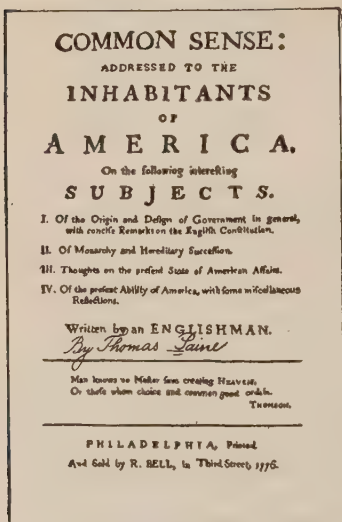 COMMON SENSE:
ADDRESSED TO THE
INHABITANTS
OF
AMERICA,
On the following interesting
SUBJECTS.
I. Of the Origin and Design of Government in general,
with concise Remarks on the English Constitution.
II. Of Monarchy and Hereditary Succession.
III. Thoughts on the present State of American Affairs.
IV. Of the present Ability of America, with some miscellaneous
Reflections.
Written by an ENGLISHMAN.
By Thomas Paine
Man knows no Master save creating HEAVEN,
Or those whom choice and common good ordain.
THOMSON.
PHILADELPHIA, Printed
And Sold by R. BELL, in Third Street, 1776.